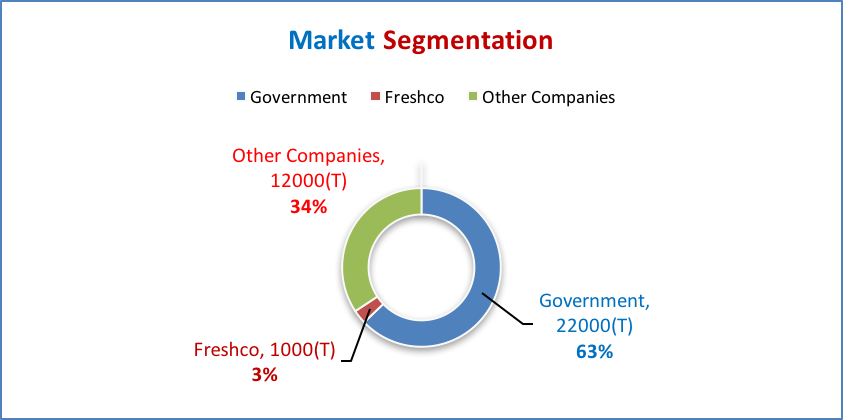 Market Segmentation
Government Freshco Other Companies
Other Companies,
12000(T)
34%
Government,
22000(T)
63%
Freshco, 1000(T)
3%